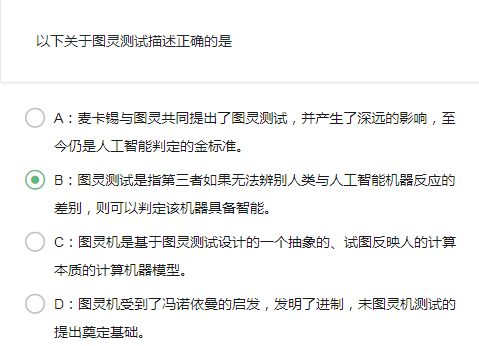 以下关于图灵测试描述正确的是
A：麦卡锡与图灵共同提出了图灵测试，并产生了深远的影响，至
今仍是人工智能判定的金标准。
B：图灵测试是指第三者如果无法辨别人类与人工智能机器反应的
差别，则可以判定该机器具备智能。
C：图灵机是基于图灵测试设计的一个抽象的、试图反映人的计算
本质的计算机器模型。
D：图灵机受到了冯诺依曼的启发，发明了进制，未图灵机测试的
提出奠定基础。